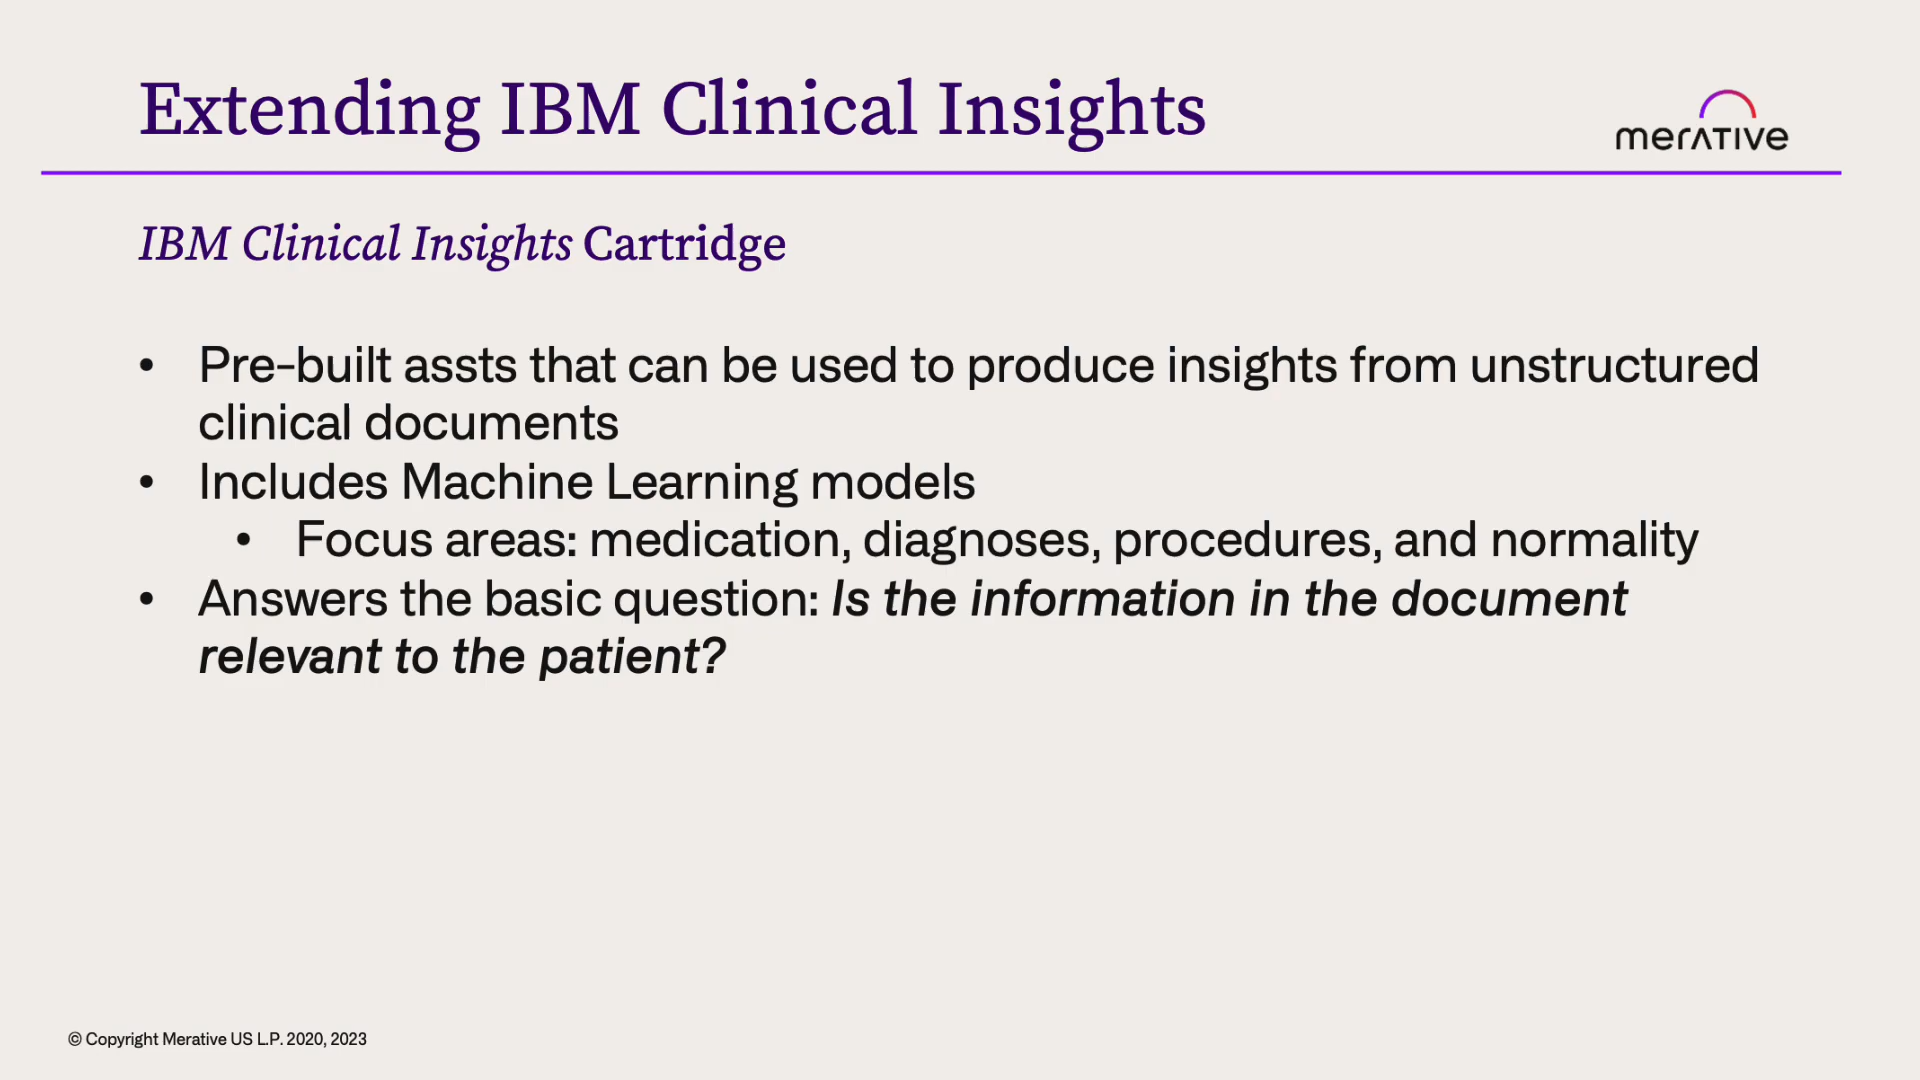 Extending IBM Clinical Insights
merative
IBM Clinical Insights Cartridge
• Pre-built assts that can be used to produce insights from unstructured
clinical documents
• Includes Machine Learning models
• Focus areas: medication, diagnoses, procedures, and normality
• Answers the basic question: Is the information in the document
relevant to the patient?
© Copyright Merative US L.P. 2020, 2023